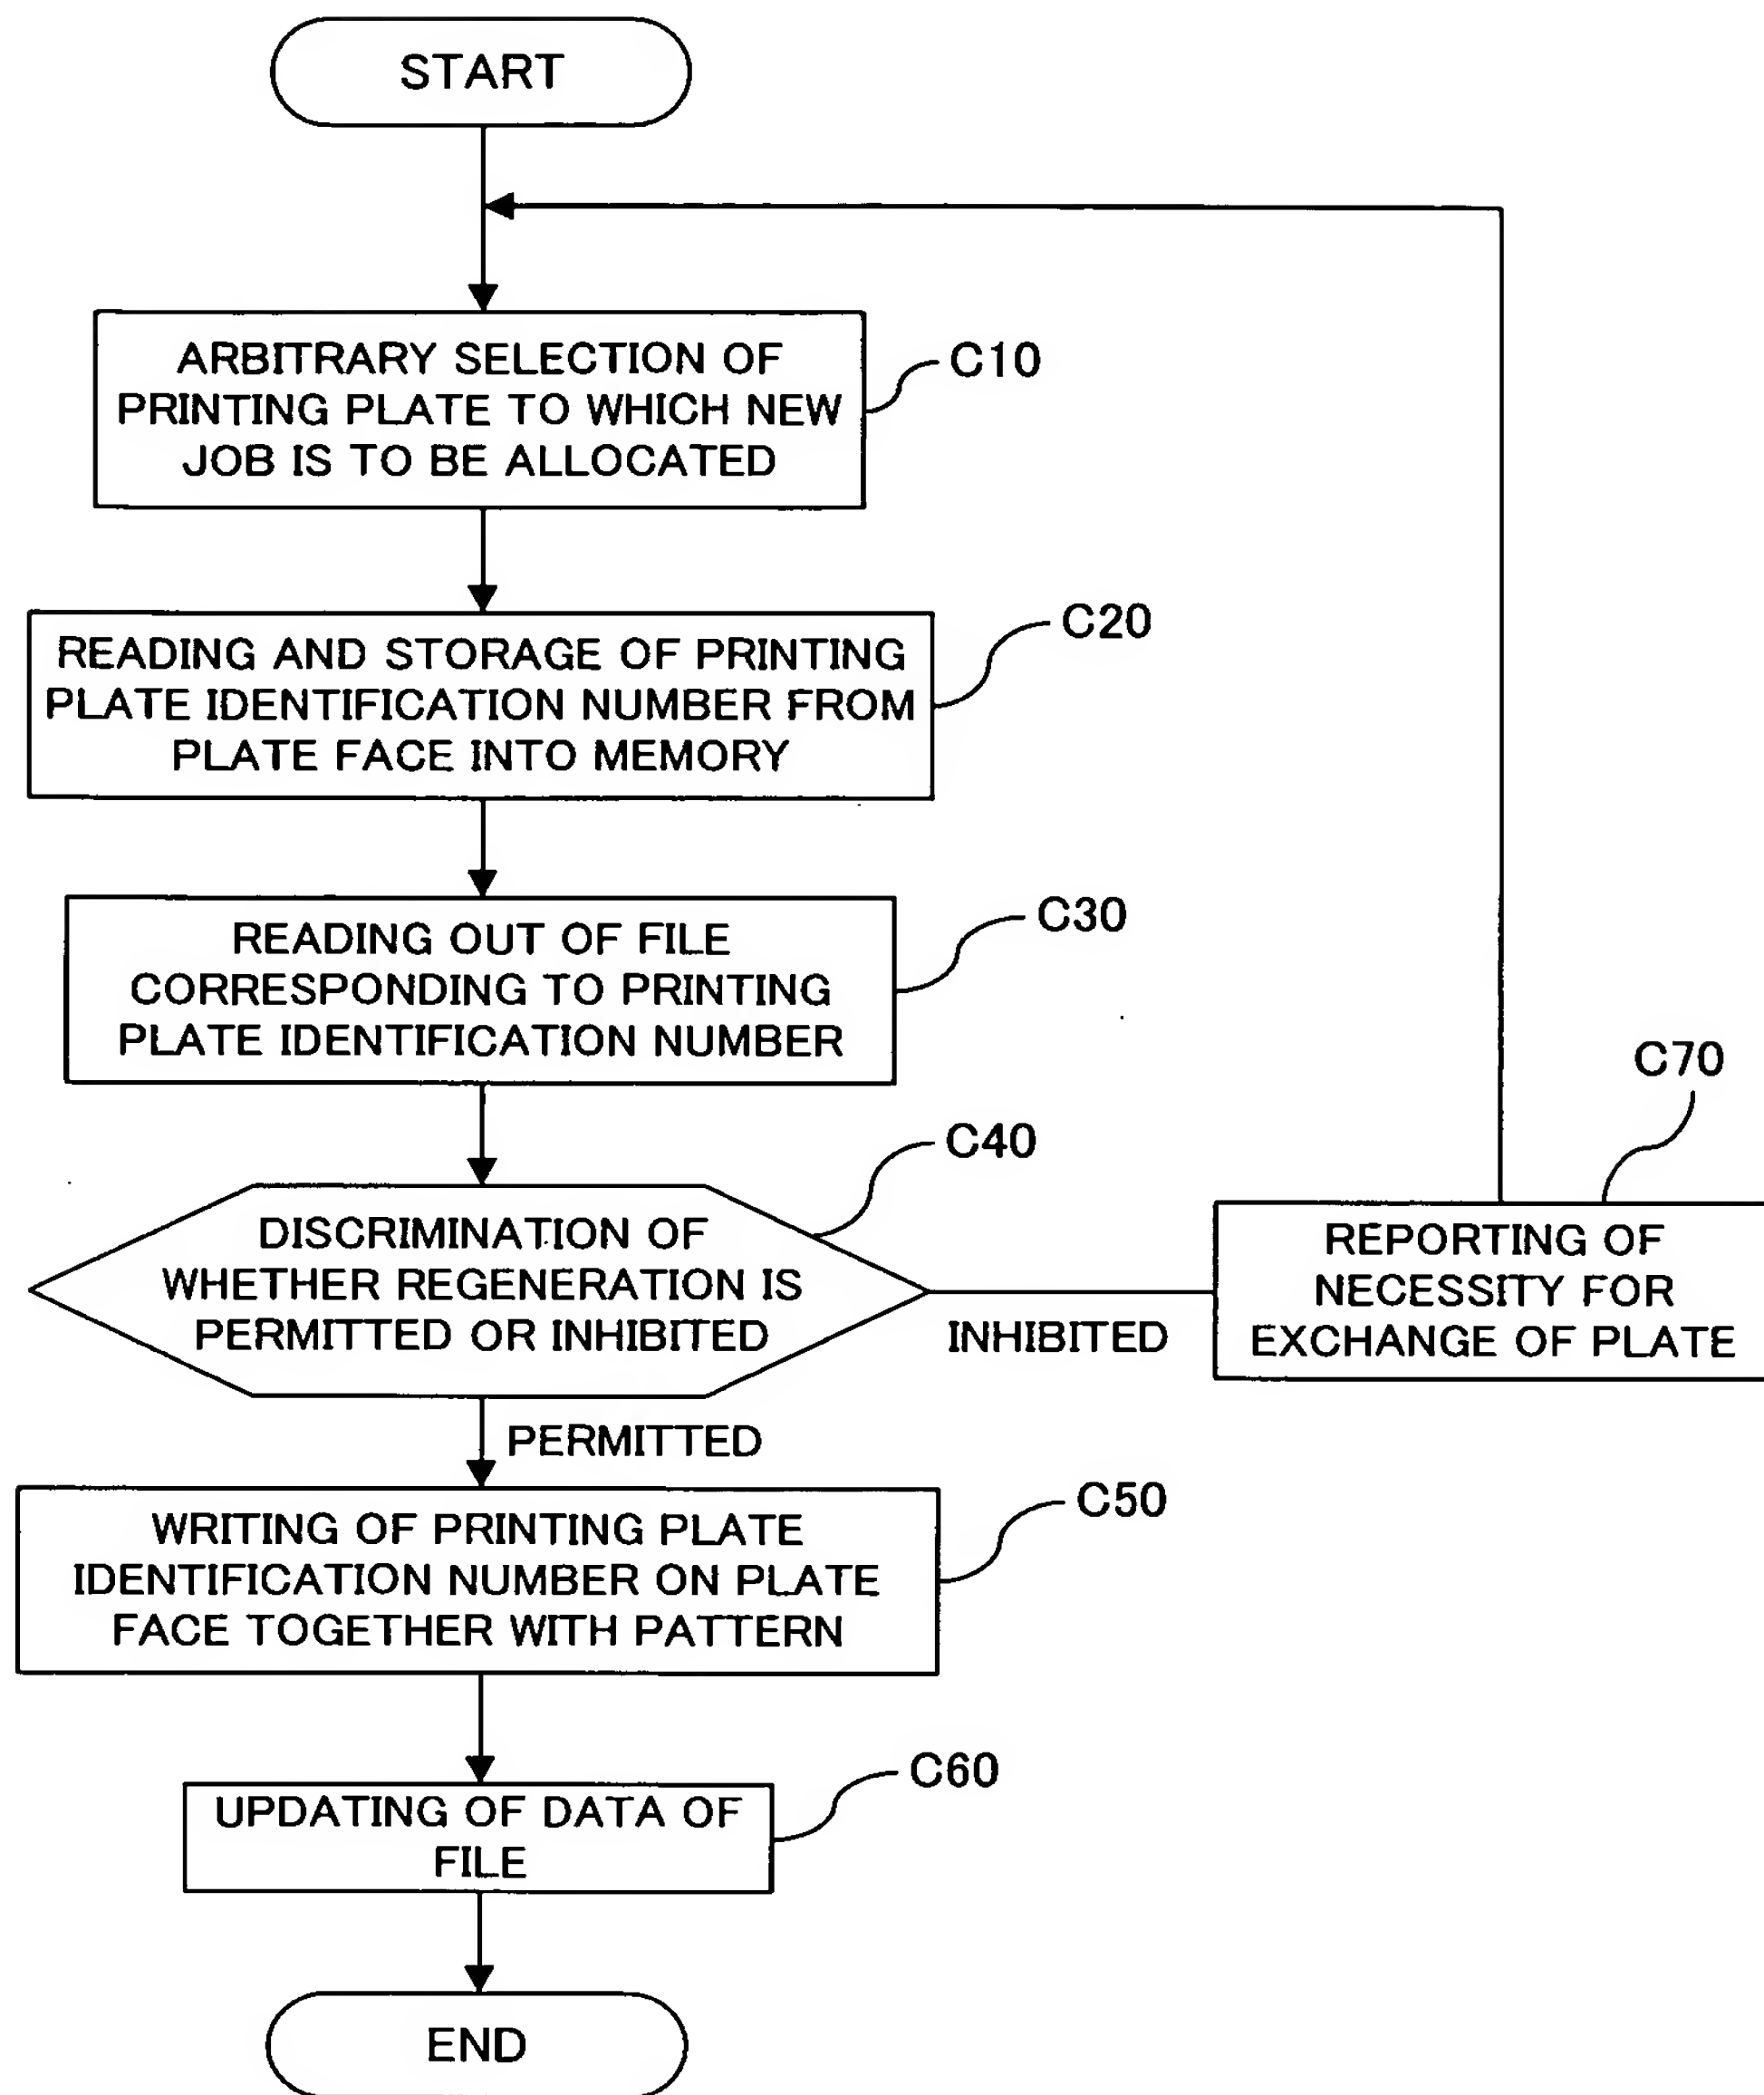 START
ARBITRARY SELECTION OF
PRINTING PLATE TO WHICH NEW
JOB IS TO BE ALLOCATED
C10
READING AND STORAGE OF PRINTING
PLATE IDENTIFICATION NUMBER FROM
PLATE FACE INTO MEMORY
C20
READING OUT OF FILE
CORRESPONDING TO PRINTING
PLATE IDENTIFICATION NUMBER
C30
DISCRIMINATION OF
WHETHER REGENERATION IS
PERMITTED OR INHIBITED
C40
INHIBITED
REPORTING OF
NECESSITY FOR
EXCHANGE OF PLATE
C70
PERMITTED
WRITING OF PRINTING PLATE
IDENTIFICATION NUMBER ON PLATE
FACE TOGETHER WITH PATTERN
C50
UPDATING OF DATA OF
FILE
C60
END